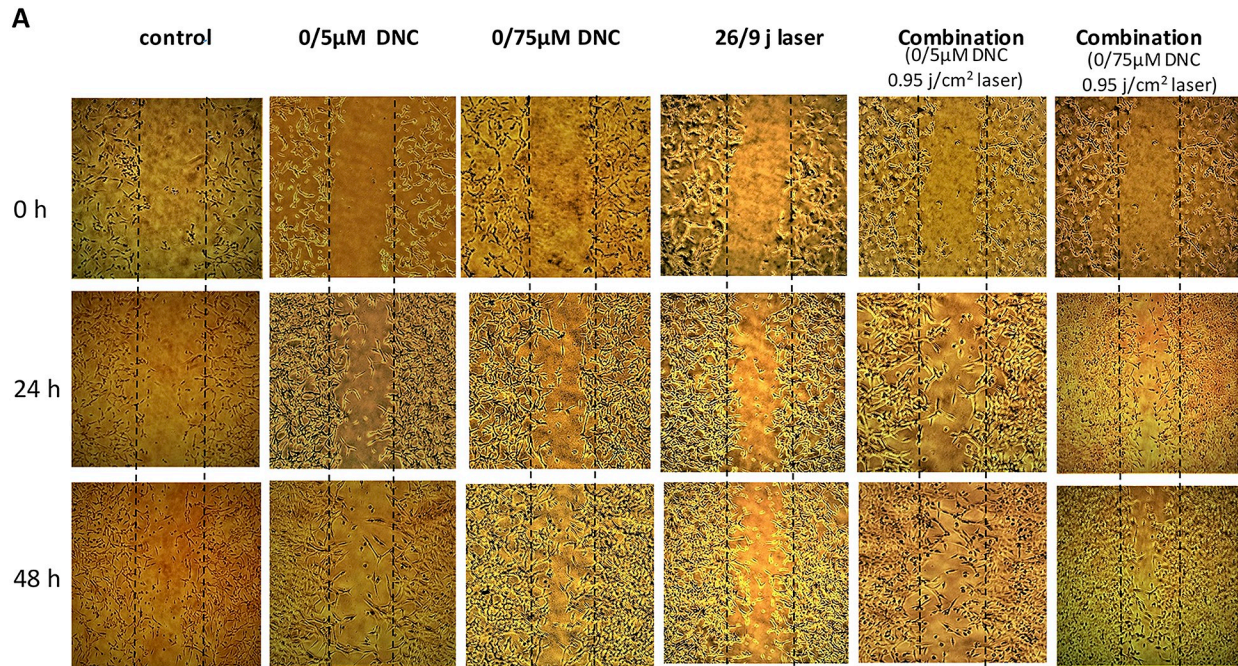 A
control
0/5µM DNC
0/75µM DNC
26/9 j laser
Combination
(0/5µM DNC
0.95 j/cm² laser)
Combination
(0/75µM DNC
0.95 j/cm² laser)
0 h
24 h
48 h